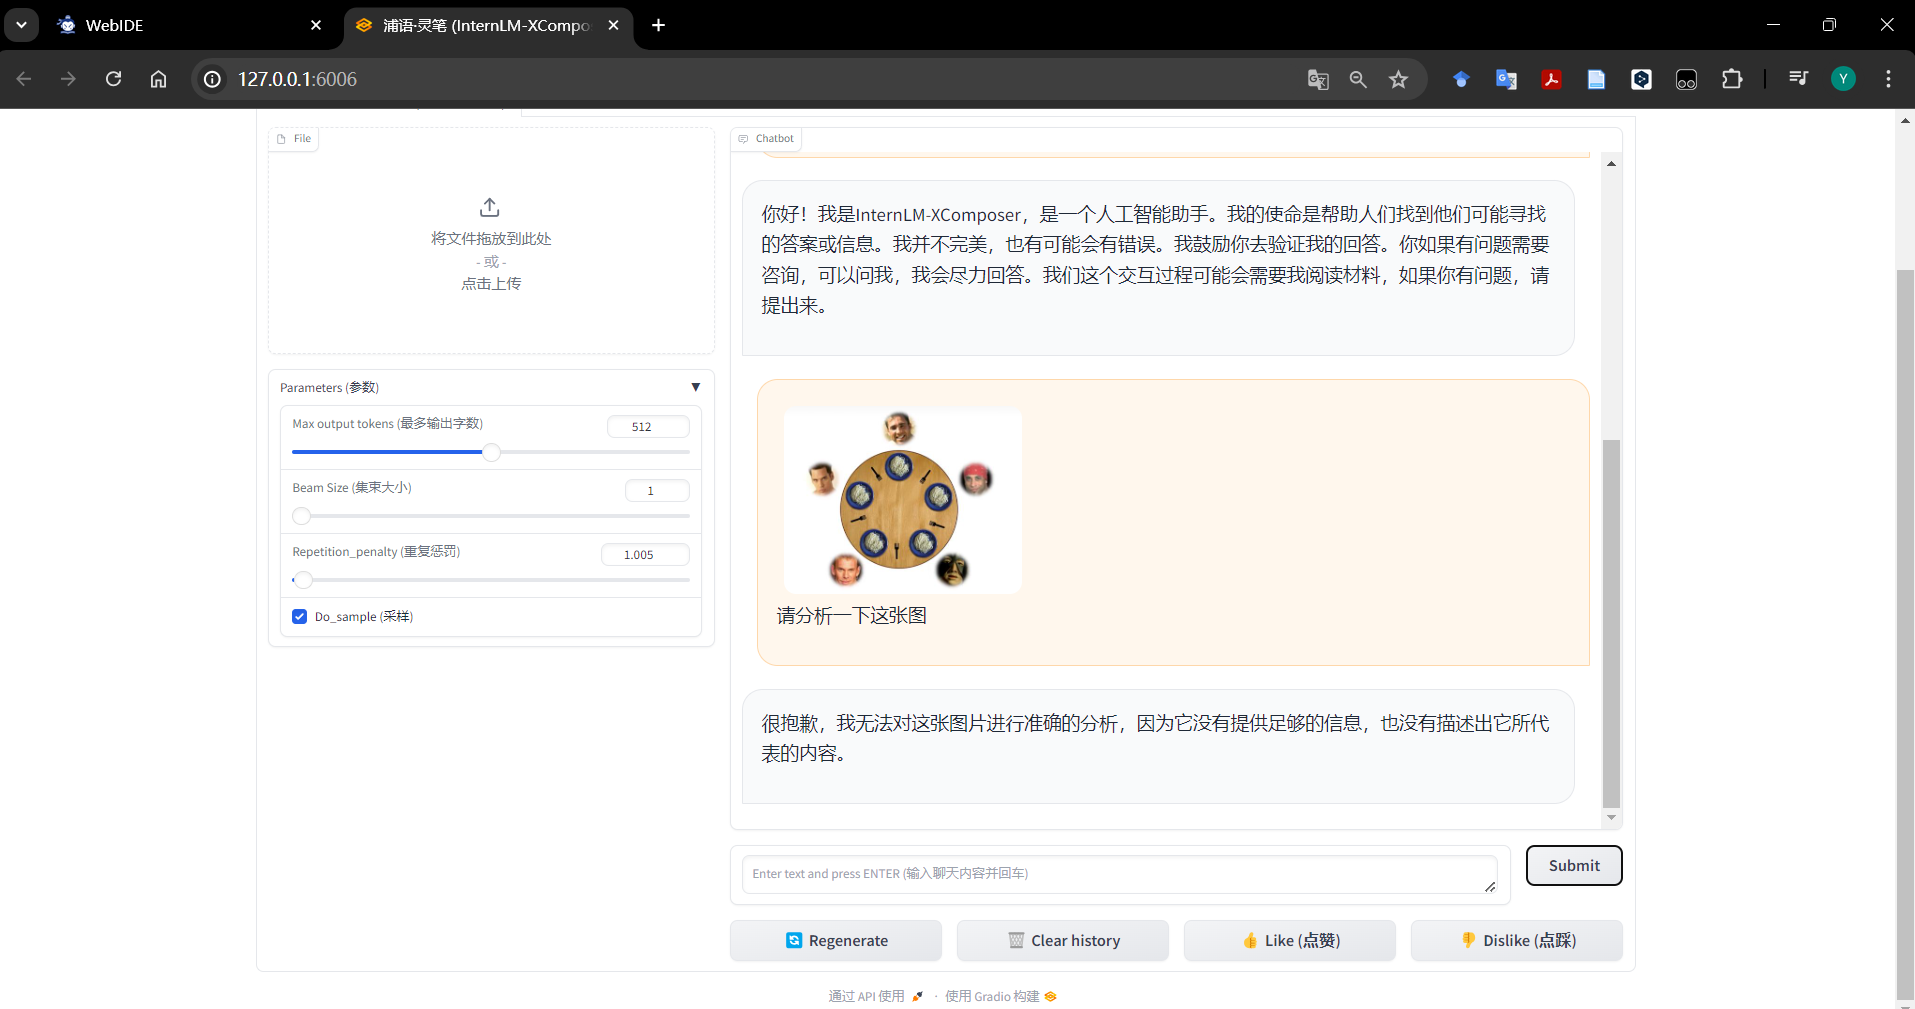 WebIDE
浦语·灵笔 (InternLM-XCompo
127.0.0.1:6006
Y
File
将文件拖放到此处
- 或 -
点击上传
Parameters (参数)
Max output tokens (最多输出字数)
512
Beam Size (集束大小)
1
Repetition_penalty (重复惩罚)
1.005
Do_sample (采样)
Chatbot
你好！我是InternLM-XComposer，是一个人工智能助手。我的使命是帮助人们找到他们可能寻找
的答案或信息。我并不完美，也有可能会有错误。我鼓励你去验证我的回答。你如果有问题需要
咨询，可以问我，我会尽力回答。我们这个交互过程可能会需要我阅读材料，如果你有问题，请
提出来。
请分析一下这张图
很抱歉，我无法对这张图片进行准确的分析，因为它没有提供足够的信息，也没有描述出它所代
表的内容。
Enter text and press ENTER (输入聊天内容并回车)
Submit
Regenerate
Clear history
Like (点赞)
Dislike (点踩)
通过 API 使用 · 使用 Gradio 构建